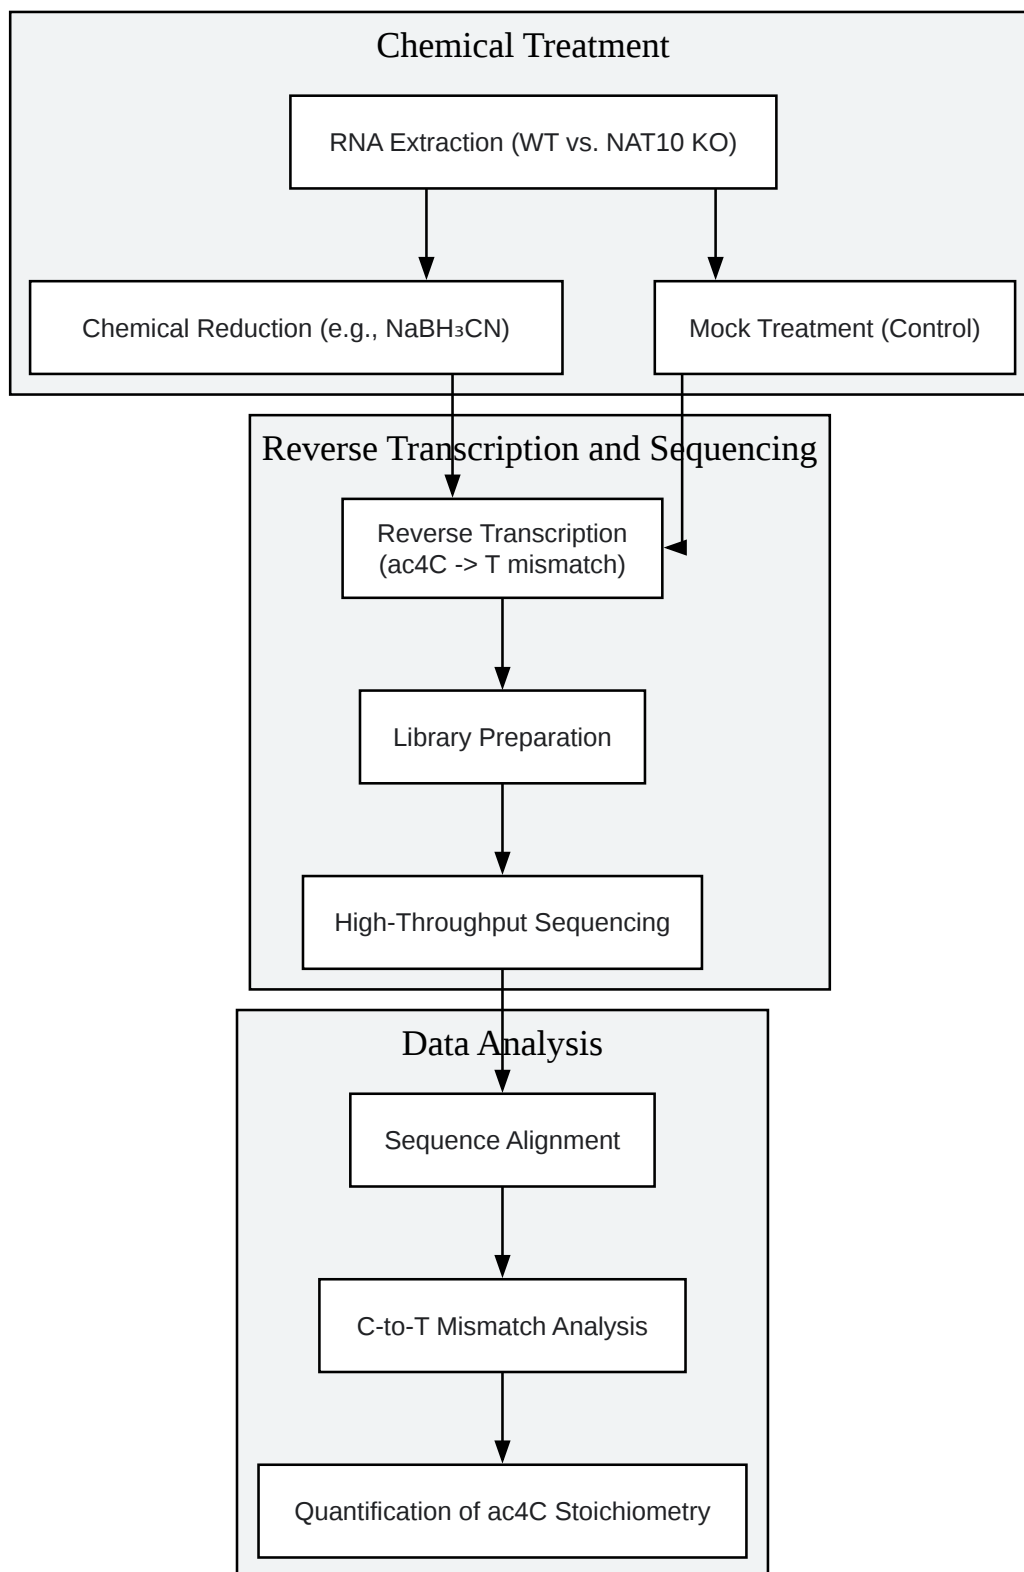 Chemical Treatment
RNA Extraction (WT vs. NAT10 KO)
Chemical Reduction (e.g., NaBH₃CN)
Mock Treatment (Control)
Reverse Transcription and Sequencing
Reverse Transcription
(ac4C -> T mismatch)
Library Preparation
High-Throughput Sequencing
Data Analysis
Sequence Alignment
C-to-T Mismatch Analysis
Quantification of ac4C Stoichiometry